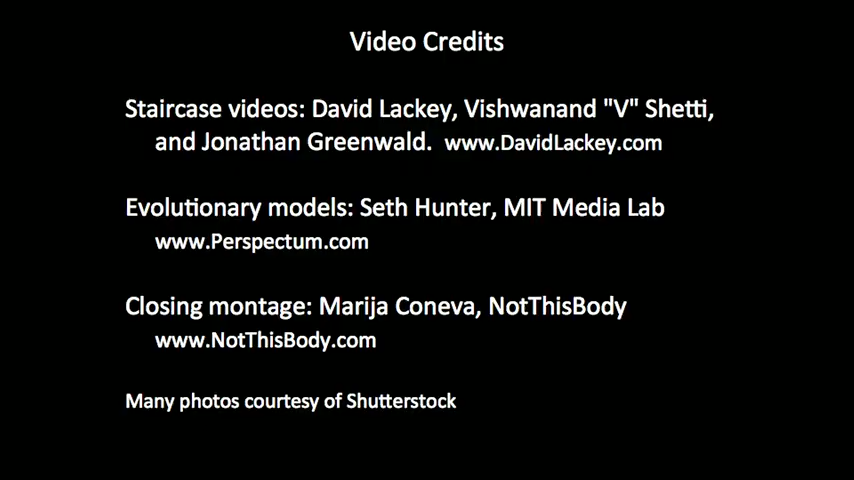 Video Credits
Staircase videos: David Lackey, Vishwanand "V" Shetti,
and Jonathan Greenwald. www.DavidLackey.com
Evolutionary models: Seth Hunter, MIT Media Lab
www.Perspectum.com
Closing montage: Marija Coneva, NotThisBody
www.NotThisBody.com
Many photos courtesy of Shutterstock